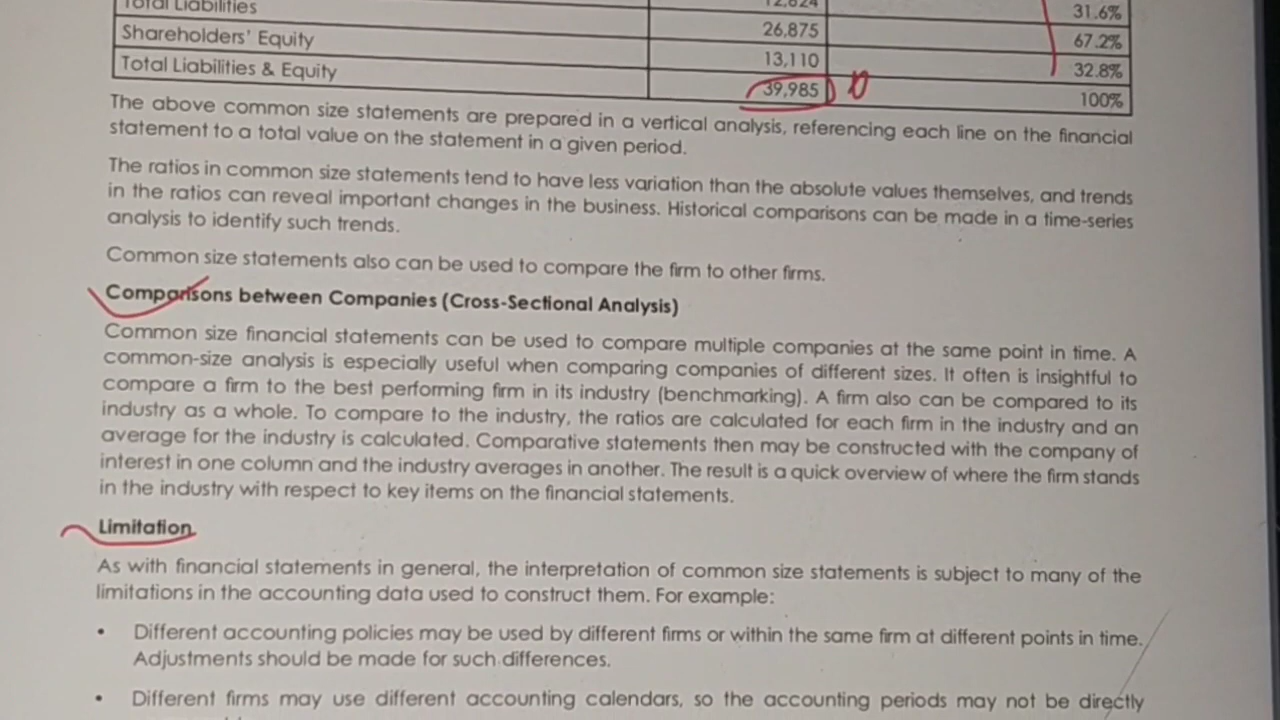 Total Liabilities 12,824 31.6%
Shareholders' Equity 26,875 67.2%
Total Liabilities & Equity 13,110 32.8%
39,985 100%
The above common size statements are prepared in a vertical analysis, referencing each line on the financial
statement to a total value on the statement in a given period.
The ratios in common size statements tend to have less variation than the absolute values themselves, and trends
in the ratios can reveal important changes in the business. Historical comparisons can be made in a time-series
analysis to identify such trends.
Common size statements also can be used to compare the firm to other firms.
Comparisons between Companies (Cross-Sectional Analysis)
Common size financial statements can be used to compare multiple companies at the same point in time. A
common-size analysis is especially useful when comparing companies of different sizes. It often is insightful to
compare a firm to the best performing firm in its industry (benchmarking). A firm also can be compared to its
industry as a whole. To compare to the industry, the ratios are calculated for each firm in the industry and an
average for the industry is calculated. Comparative statements then may be constructed with the company of
interest in one column and the industry averages in another. The result is a quick overview of where the firm stands
in the industry with respect to key items on the financial statements.
Limitation
As with financial statements in general, the interpretation of common size statements is subject to many of the
limitations in the accounting data used to construct them. For example:
• Different accounting policies may be used by different firms or within the same firm at different points in time.
Adjustments should be made for such differences.
• Different firms may use different accounting calendars, so the accounting periods may not be directly